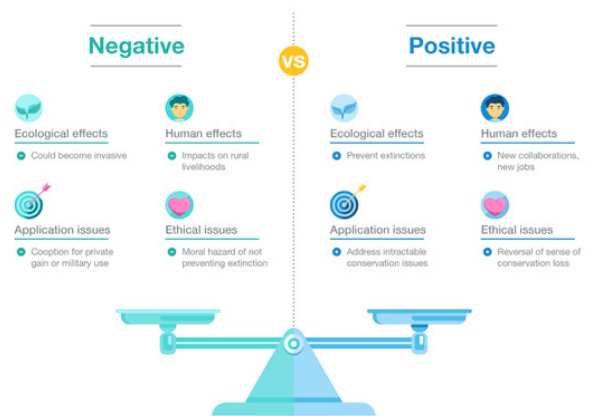 Negative
VS
Positive
Ecological effects
Could become invasive
Human effects
Impacts on rural
livelihoods
Application issues
Cooption for private
gain or military use
Ethical issues
Moral hazard of not
preventing extinction
Ecological effects
Prevent extinctions
Human effects
New collaborations,
new jobs
Application issues
Address intractable
conservation issues
Ethical issues
Reversal of sense of
conservation loss